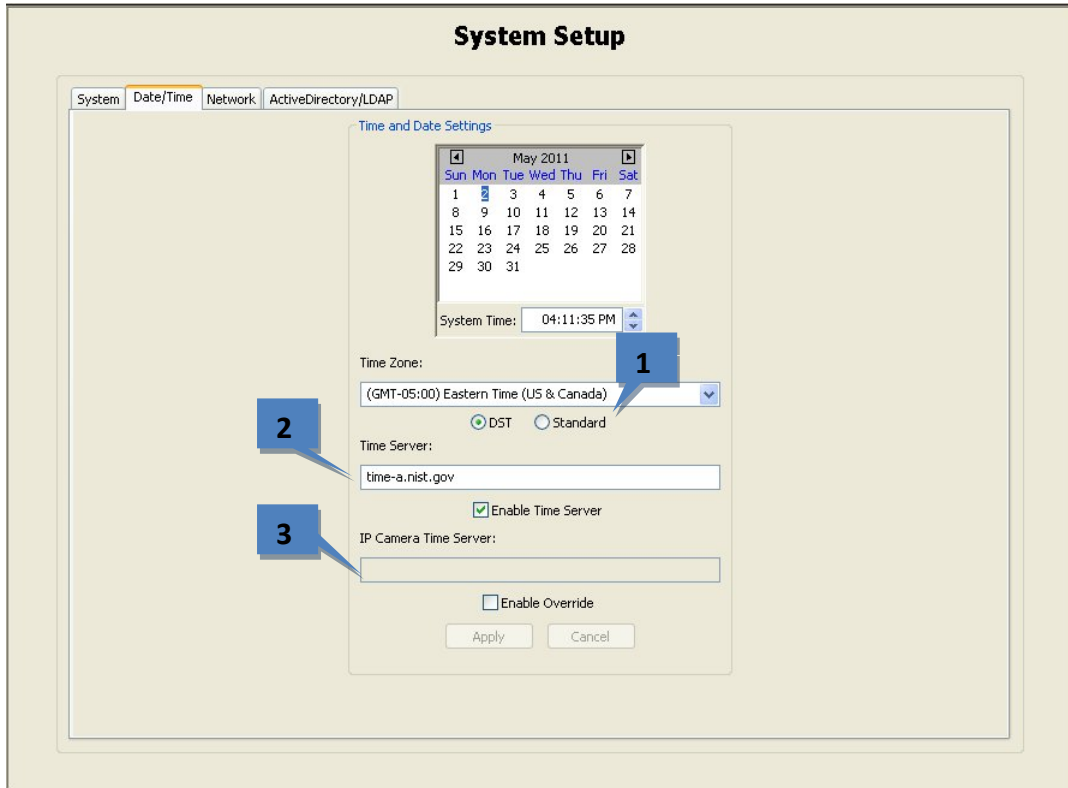 System Setup
System Date/Time Network ActiveDirectory/LDAP
Time and Date Settings
May 2011
Sun Mon Tue Wed Thu Fri Sat
1 2 3 4 5 6 7
8 9 10 11 12 13 14
15 16 17 18 19 20 21
22 23 24 25 26 27 28
29 30 31
System Time: 04:11:35 PM
1
Time Zone:
(GMT-05:00) Eastern Time (US & Canada)
DST Standard
2
Time Server:
time-a.nist.gov
Enable Time Server
3
IP Camera Time Server:
Enable Override
Apply Cancel